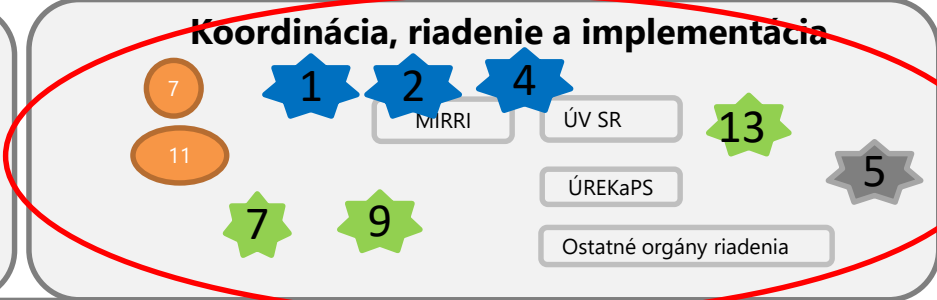 Koordinácia, riadenie a implementácia
7
1
2
4
MIRRI
ÚV SR
13
11
5
ÚREKaPS
7
9
Ostatné orgány riadenia